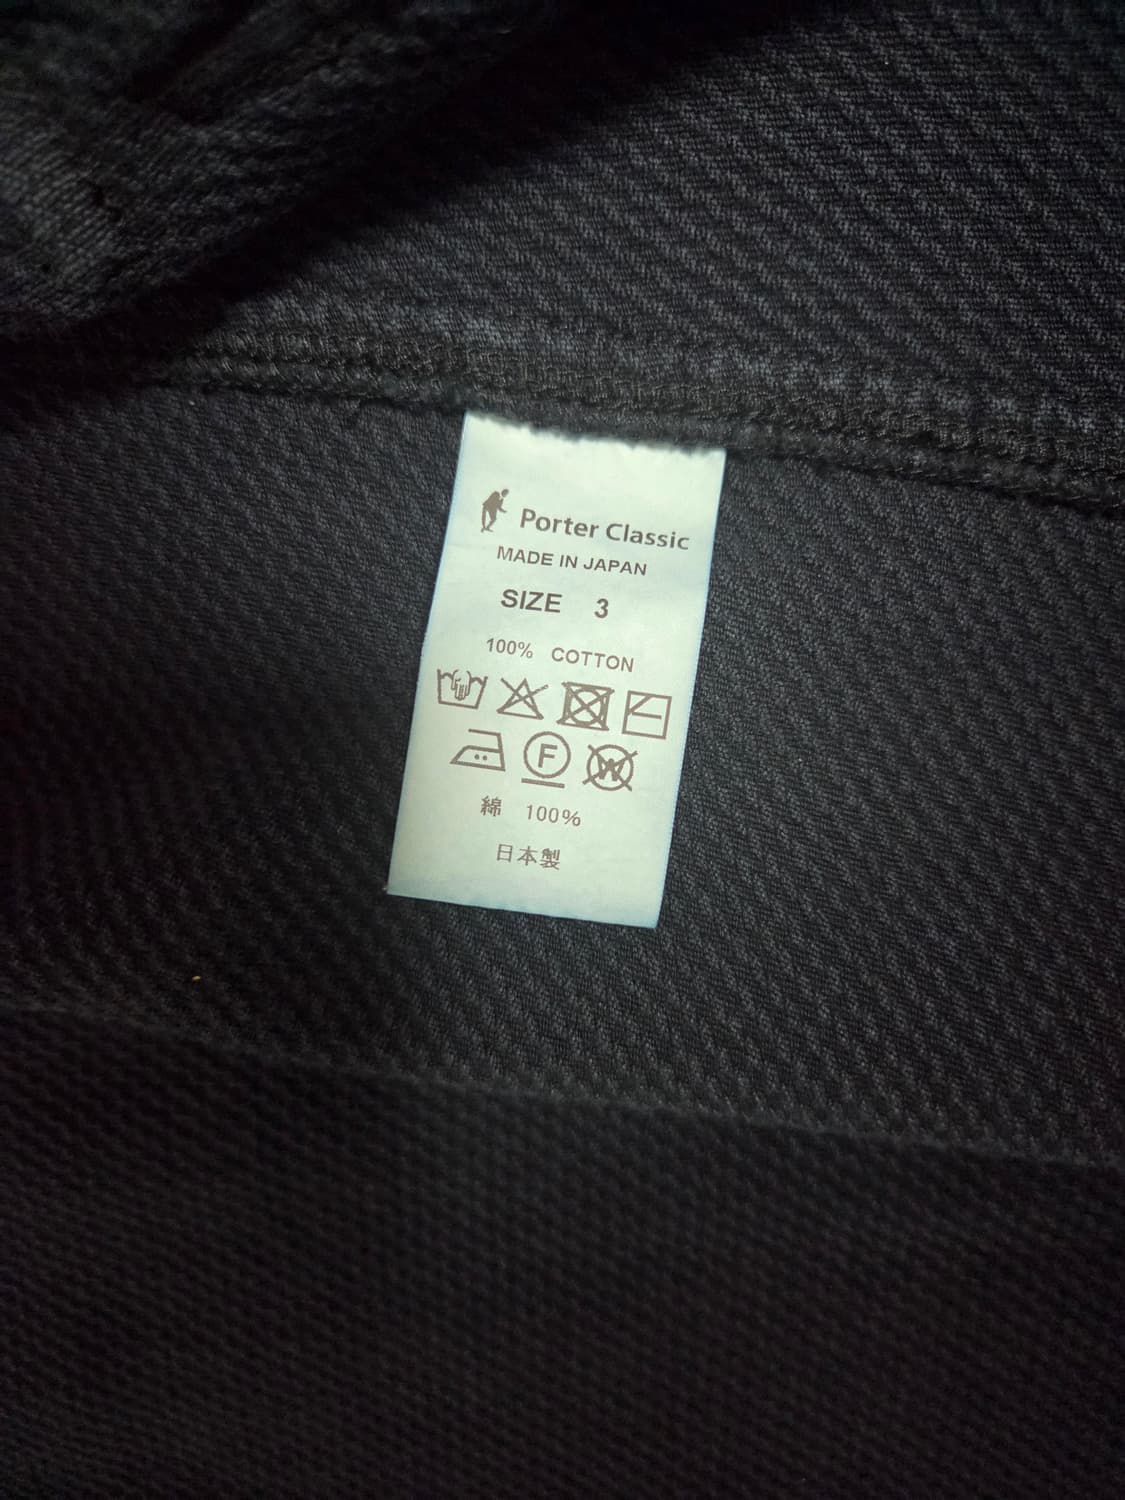 Porter Classic
MADE IN JAPAN
SIZE 3
100% COTTON
F W
綿 100%
日本製